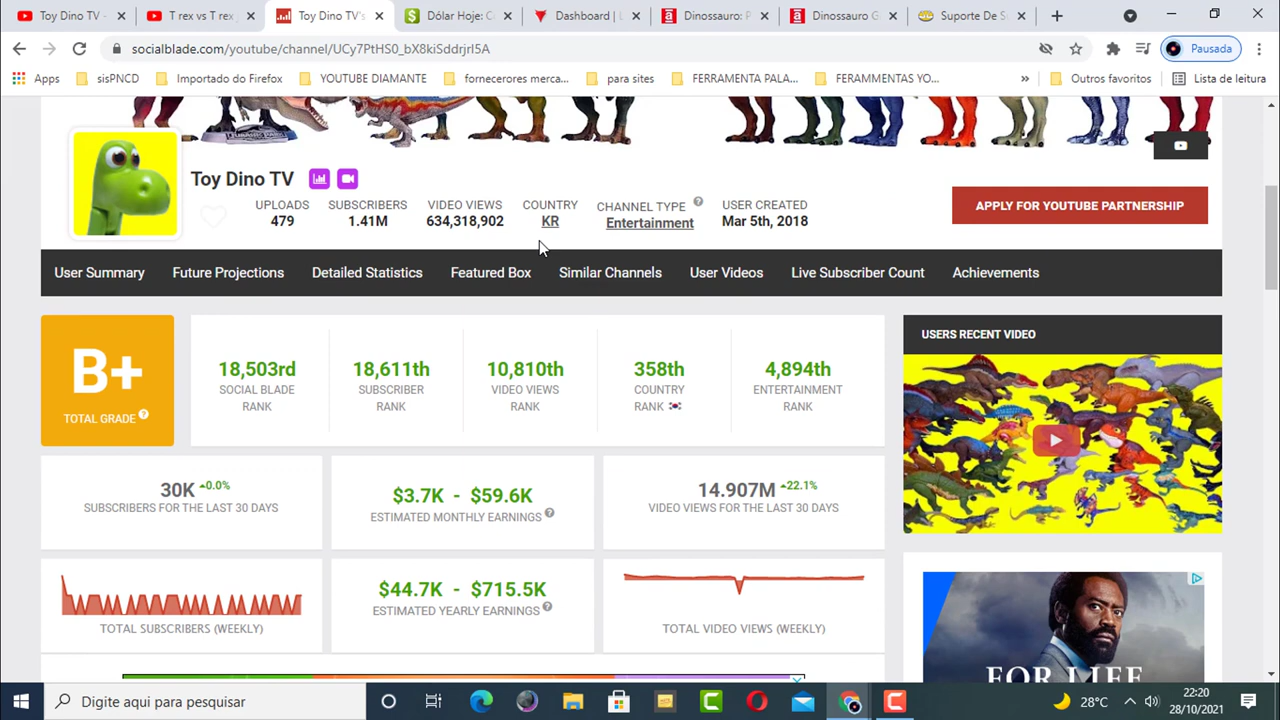 Toy Dino TV -
T rex vs T rex
Toy Dino TV's
Dólar Hoje: C
Dashboard | L
Dinossauro: P
Dinossauro G
Suporte De S
socialblade.com/youtube/channel/UCy7PtHS0_bX8kiSddrjrI5A
Pausada
Apps
sisPNCD
Importado do Firefox
YOUTUBE DIAMANTE
fornecerores merca...
para sites
FERRAMENTA PALA...
FERAMMENTAS YO...
»
Outros favoritos
Lista de leitura
Toy Dino TV
UPLOADS
479
SUBSCRIBERS
1.41M
VIDEO VIEWS
634,318,902
COUNTRY
KR
CHANNEL TYPE
Entertainment
USER CREATED
Mar 5th, 2018
APPLY FOR YOUTUBE PARTNERSHIP
User Summary
Future Projections
Detailed Statistics
Featured Box
Similar Channels
User Videos
Live Subscriber Count
Achievements
B+
TOTAL GRADE
18,503rd
SOCIAL BLADE
RANK
18,611th
SUBSCRIBER
RANK
10,810th
VIDEO VIEWS
RANK
358th
COUNTRY
RANK
4,894th
ENTERTAINMENT
RANK
USERS RECENT VIDEO
30K 0.0%
SUBSCRIBERS FOR THE LAST 30 DAYS
$3.7K - $59.6K
ESTIMATED MONTHLY EARNINGS
14.907M 22.1%
VIDEO VIEWS FOR THE LAST 30 DAYS
TOTAL SUBSCRIBERS (WEEKLY)
$44.7K - $715.5K
ESTIMATED YEARLY EARNINGS
TOTAL VIDEO VIEWS (WEEKLY)
FOR LIFE
Digite aqui para pesquisar
28°C
22:20
28/10/2021